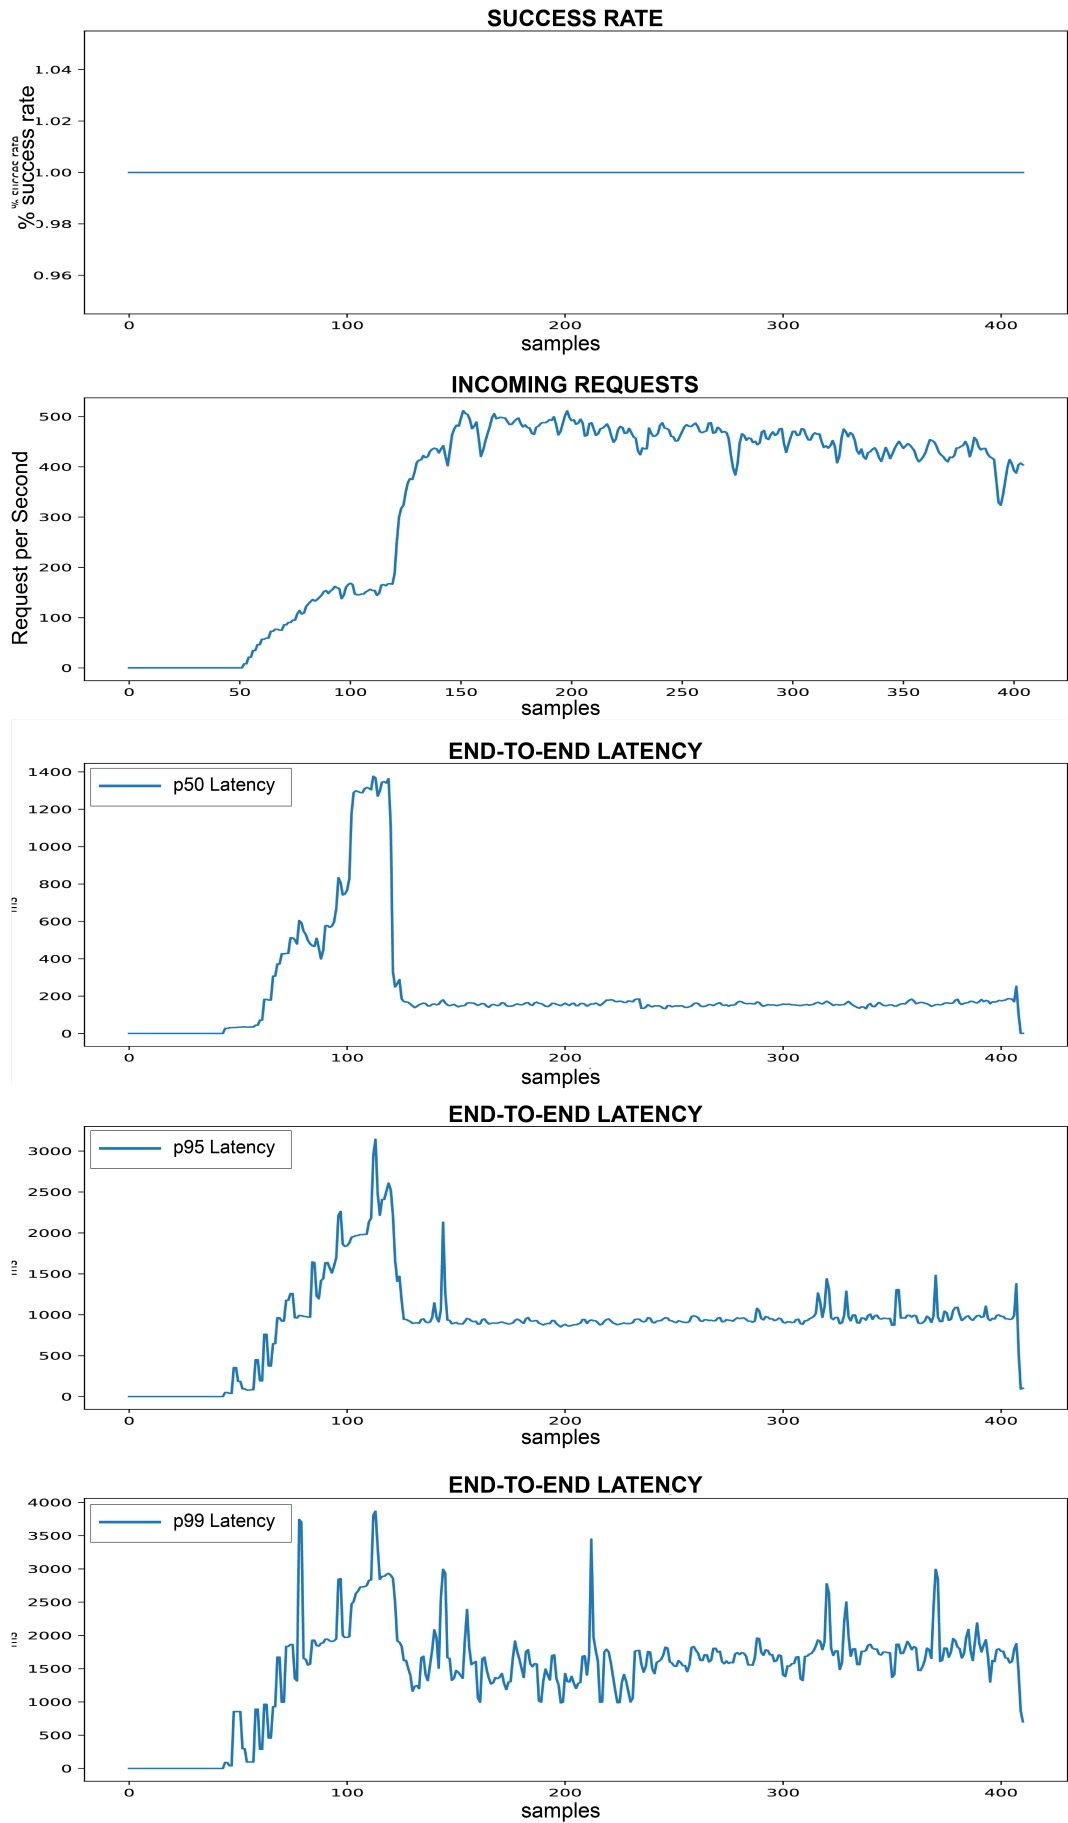 SUCCESS RATE
% success rate
1.04
1.02
1.00
0.98
0.96
0 100 200 300 400
samples
INCOMING REQUESTS
Request per Second
500
400
300
200
100
0
0 50 100 150 200 250 300 350 400
samples
END-TO-END LATENCY
p50 Latency
1400
1200
1000
800
600
400
200
0
0 100 200 300 400
samples
END-TO-END LATENCY
p95 Latency
3000
2500
2000
1500
1000
500
0
0 100 200 300 400
samples
END-TO-END LATENCY
p99 Latency
4000
3500
3000
2500
2000
1500
1000
500
0
0 100 200 300 400
samples